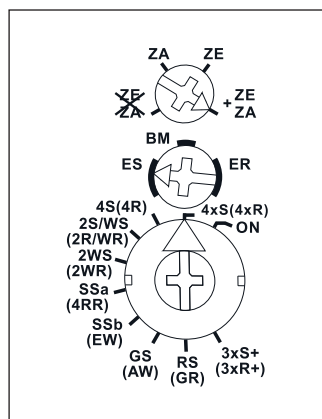 ZA ZE
ZE + ZE
ZA ZA
BM
ES ER
4S(4R) 4xS(4xR)
2S/WS ON
(2R/WR)
2WS
(2WR)
SSa
(4RR)
SSb
(EW)
GS RS 3xS+
(AW) (GR) (3xR+)